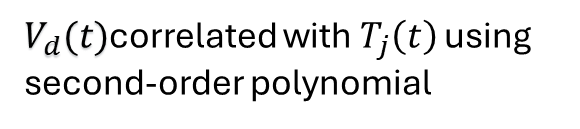 V_d(t)correlated with T_j(t) using
second-order polynomial